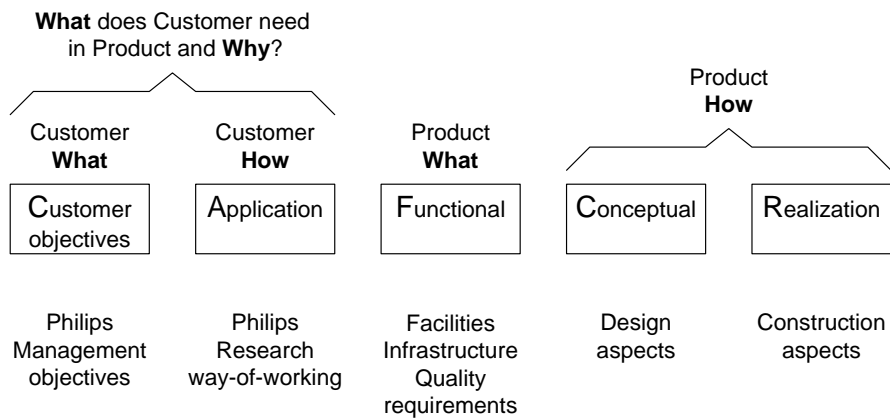 What does Customer need
in Product and Why?
Product
How
Customer
What
Customer
How
Product
What
Customer
objectives
Application
Functional
Conceptual
Realization
Philips
Management
objectives
Philips
Research
way-of-working
Facilities
Infrastructure
Quality
requirements
Design
aspects
Construction
aspects